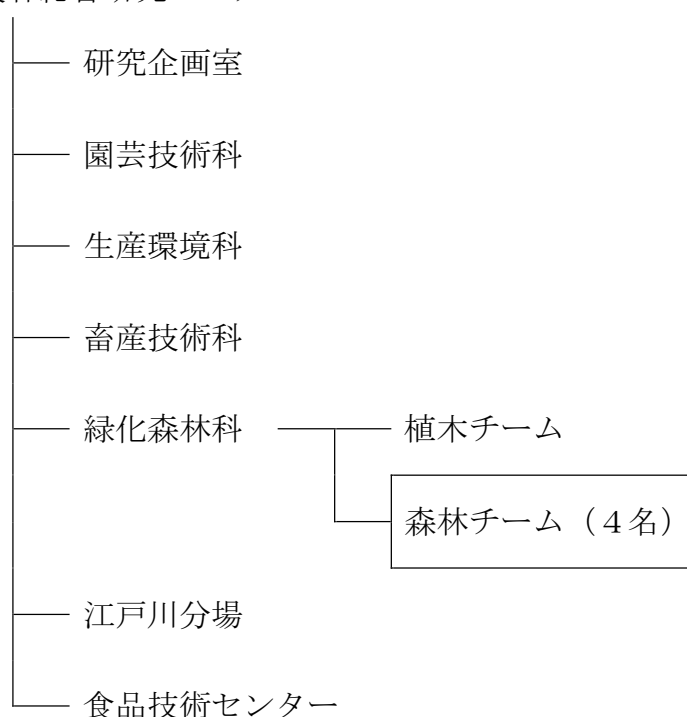 研究企画室
園芸技術科
生産環境科
畜産技術科
緑化森林科
植木チーム
森林チーム（４名）
江戸川分場
食品技術センター